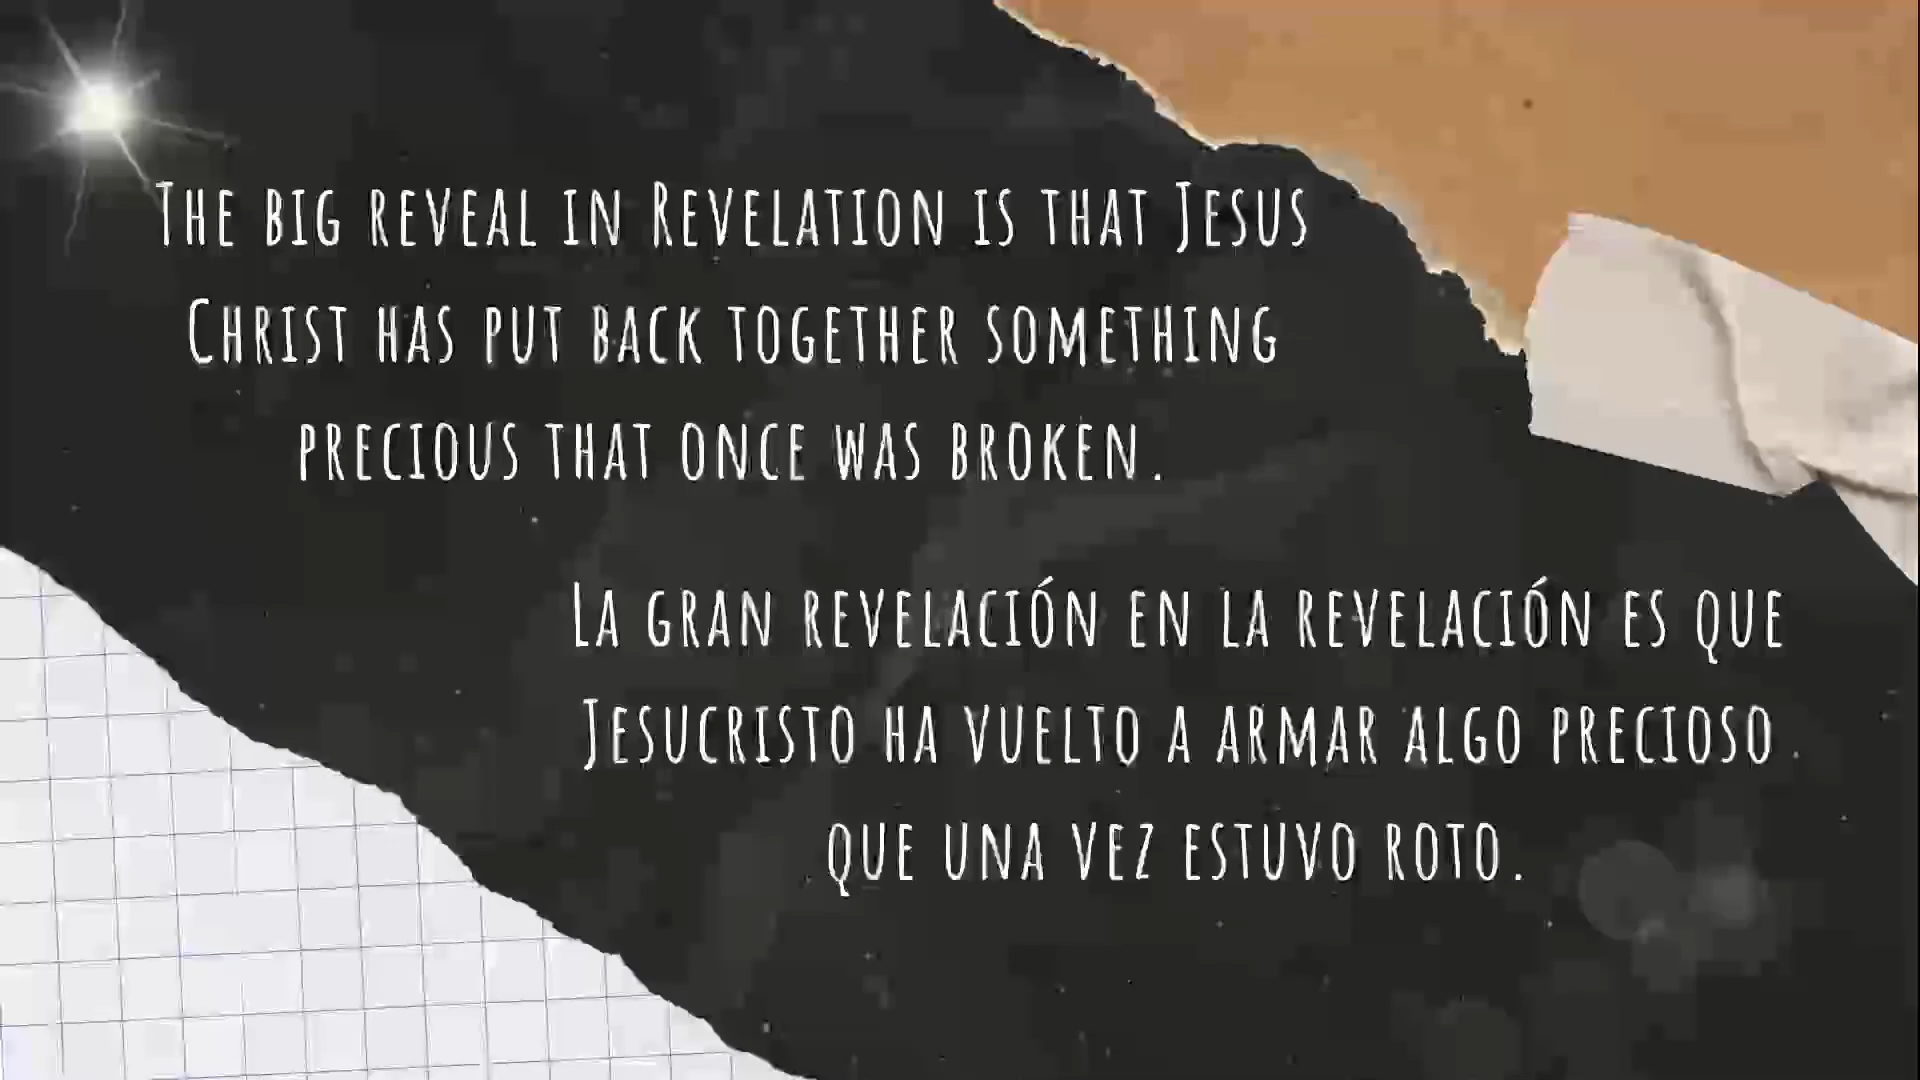 The big reveal in Revelation is that Jesus
Christ has put back together something
precious that once was broken.
La gran revelación en la revelación es que
Jesucristo ha vuelto a armar algo precioso
que una vez estuvo roto.